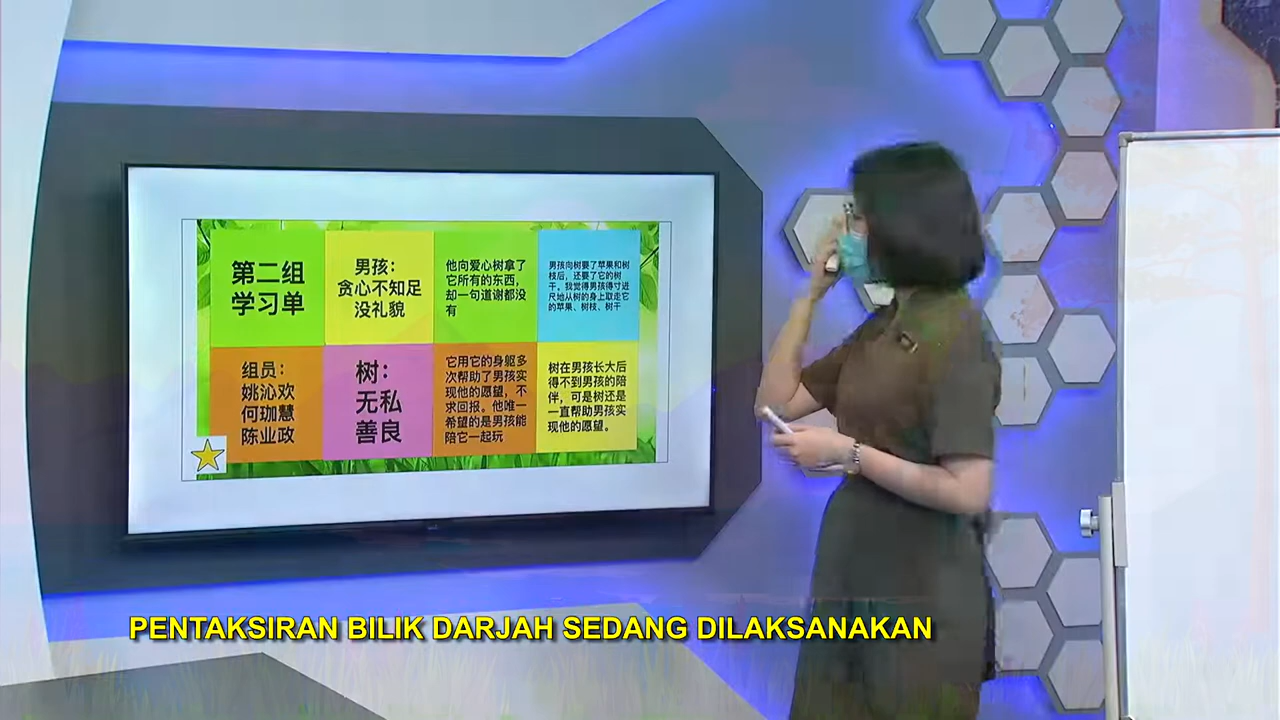 第二组
学习单
男孩：
贪心不知足
没礼貌
他向爱心树拿了
它所有的东西，
却一句道谢都没
有
男孩向树要了苹果和树
枝后，还要了它的树
干。我觉得男孩得寸进
尺地从树的身上取走它
的苹果、树枝、树干
组员：
姚沁欢
何珈慧
陈业政
树：
无私
善良
它用它的身躯多
次帮助了男孩实
现他的愿望，不
求回报。他唯一
希望的是男孩能
陪它一起玩
树在男孩长大后
得不到男孩的陪
伴，可是树还是
一直帮助男孩实
现他的愿望。
PENTAKSIRAN BILIK DARJAH SEDANG DILAKSANAKAN